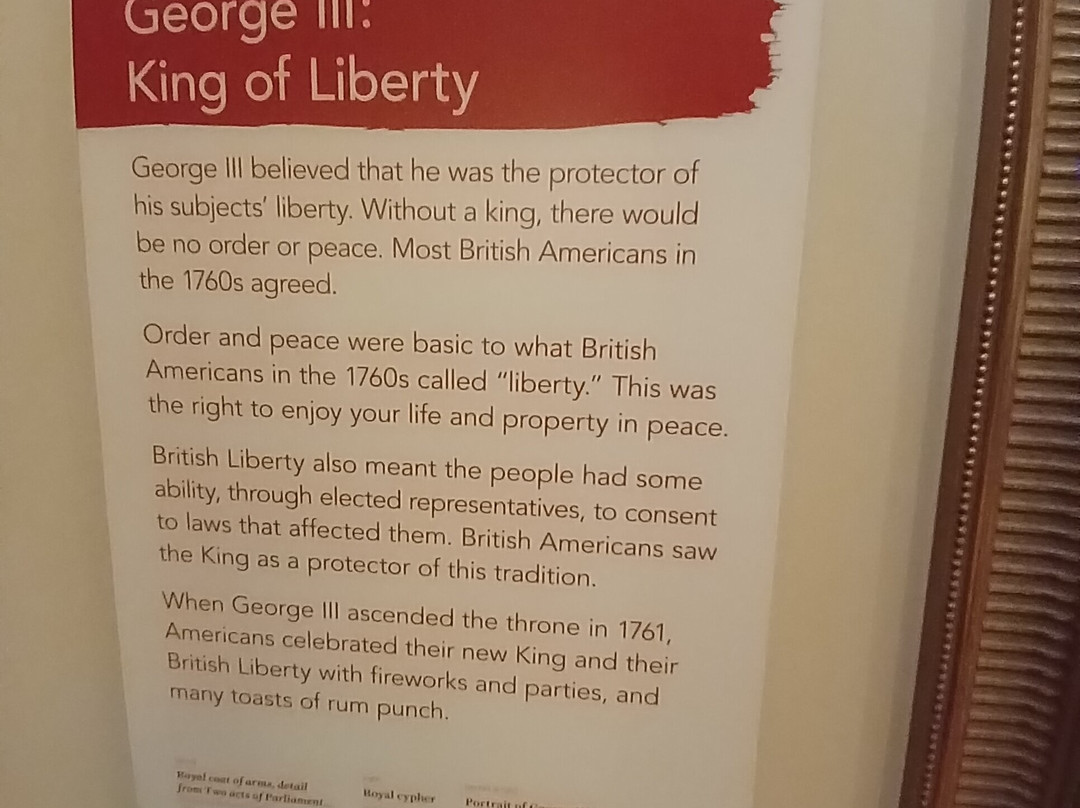 George III:
King of Liberty
George III believed that he was the protector of
his subjects' liberty. Without a king, there would
be no order or peace. Most British Americans in
the 1760s agreed.
Order and peace were basic to what British
Americans in the 1760s called “liberty.” This was
the right to enjoy your life and property in peace.
British Liberty also meant the people had some
ability, through elected representatives, to consent
to laws that affected them. British Americans saw
the King as a protector of this tradition.
When George III ascended the throne in 1761,
Americans celebrated their new King and their
British Liberty with fireworks and parties, and
many toasts of rum punch.
Royal coat of arms, detail
from Two acts of Parliament
Royal cypher
Portrait of